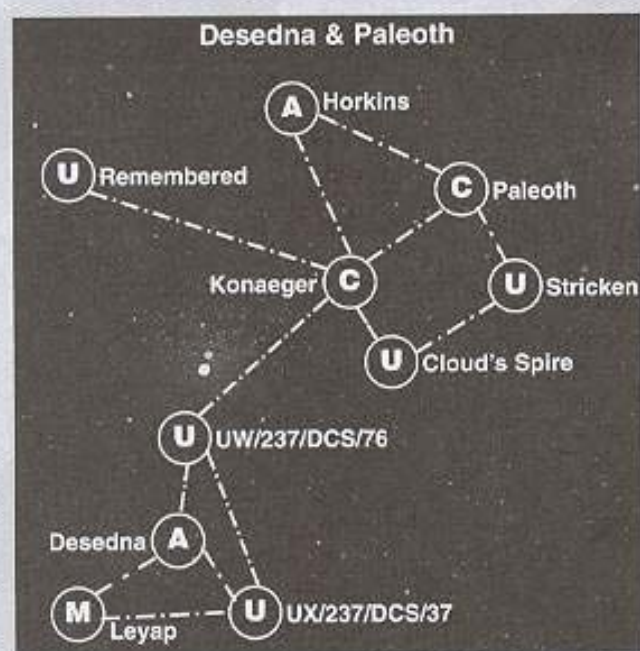 Desedna & Paleoth
A Horkins
U Remembered
C Paleoth
Konaeger C
U Stricken
U Cloud's Spire
U UW/237/DCS/76
Desedna A
M Leyap
U UX/237/DCS/37